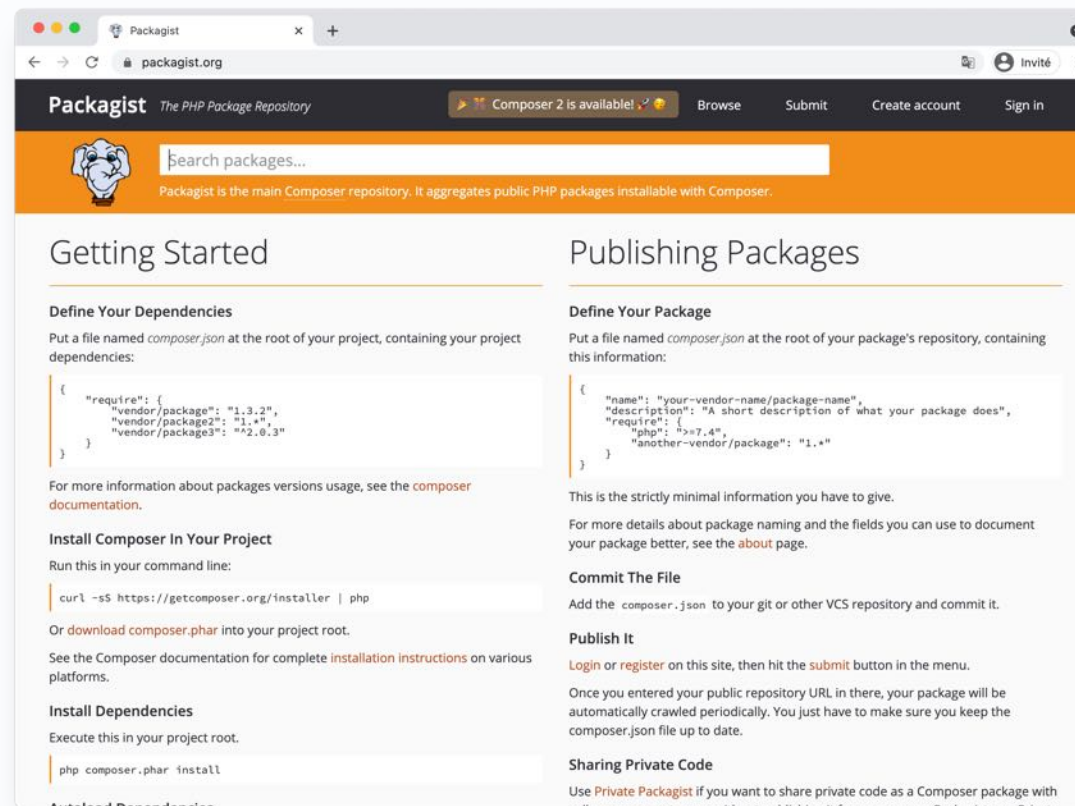 Packagist
packagist.org
Invité
Packagist The PHP Package Repository
Composer 2 is available!
Browse
Submit
Create account
Sign in
Search packages...
Packagist is the main Composer repository. It aggregates public PHP packages installable with Composer.
Getting Started
Define Your Dependencies
Put a file named composer.json at the root of your project, containing your project
dependencies:
{
    "require": {
        "vendor/package": "1.3.2",
        "vendor/package2": "1.*",
        "vendor/package3": "^2.0.3"
    }
}
For more information about packages versions usage, see the composer
documentation.
Install Composer In Your Project
Run this in your command line:
curl -sS https://getcomposer.org/installer | php
Or download composer.phar into your project root.
See the Composer documentation for complete installation instructions on various
platforms.
Install Dependencies
Execute this in your project root.
php composer.phar install
Autoload Dependencies
Publishing Packages
Define Your Package
Put a file named composer.json at the root of your package's repository, containing
this information:
{
    "name": "your-vendor-name/package-name",
    "description": "A short description of what your package does",
    "require": {
        "php": ">=7.4",
        "another-vendor/package": "1.*"
    }
}
This is the strictly minimal information you have to give.
For more details about package naming and the fields you can use to document
your package better, see the about page.
Commit The File
Add the composer.json to your git or other VCS repository and commit it.
Publish It
Login or register on this site, then hit the submit button in the menu.
Once you entered your public repository URL in there, your package will be
automatically crawled periodically. You just have to make sure you keep the
composer.json file up to date.
Sharing Private Code
Use Private Packagist if you want to share private code as a Composer package with